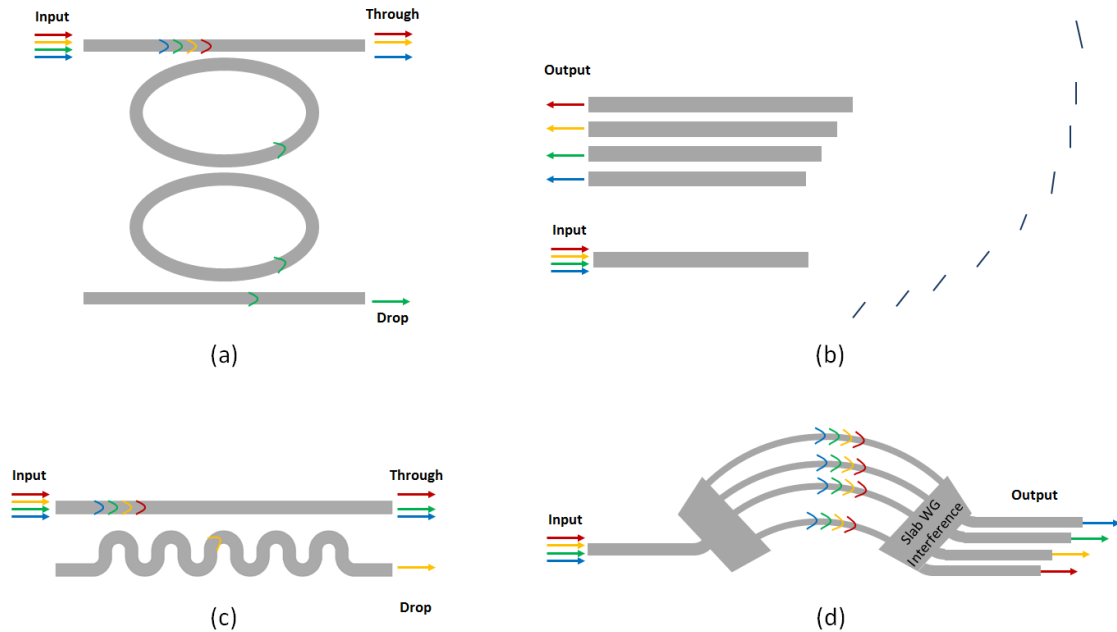 Input
Through
Drop
(a)
Output
Input
(b)
Input
Through
Drop
(c)
Input
Slab WG
Interference
Output
(d)